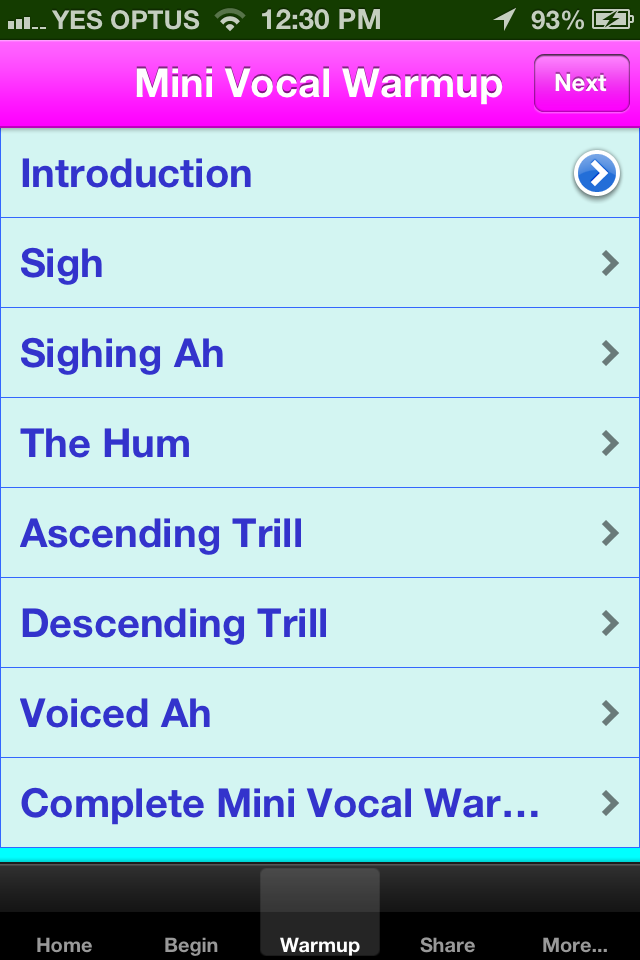 YES OPTUS 12:30 PM 93%
Mini Vocal Warmup Next
Introduction
Sigh
Sighing Ah
The Hum
Ascending Trill
Descending Trill
Voiced Ah
Complete Mini Vocal War...
Home Begin Warmup Share More...